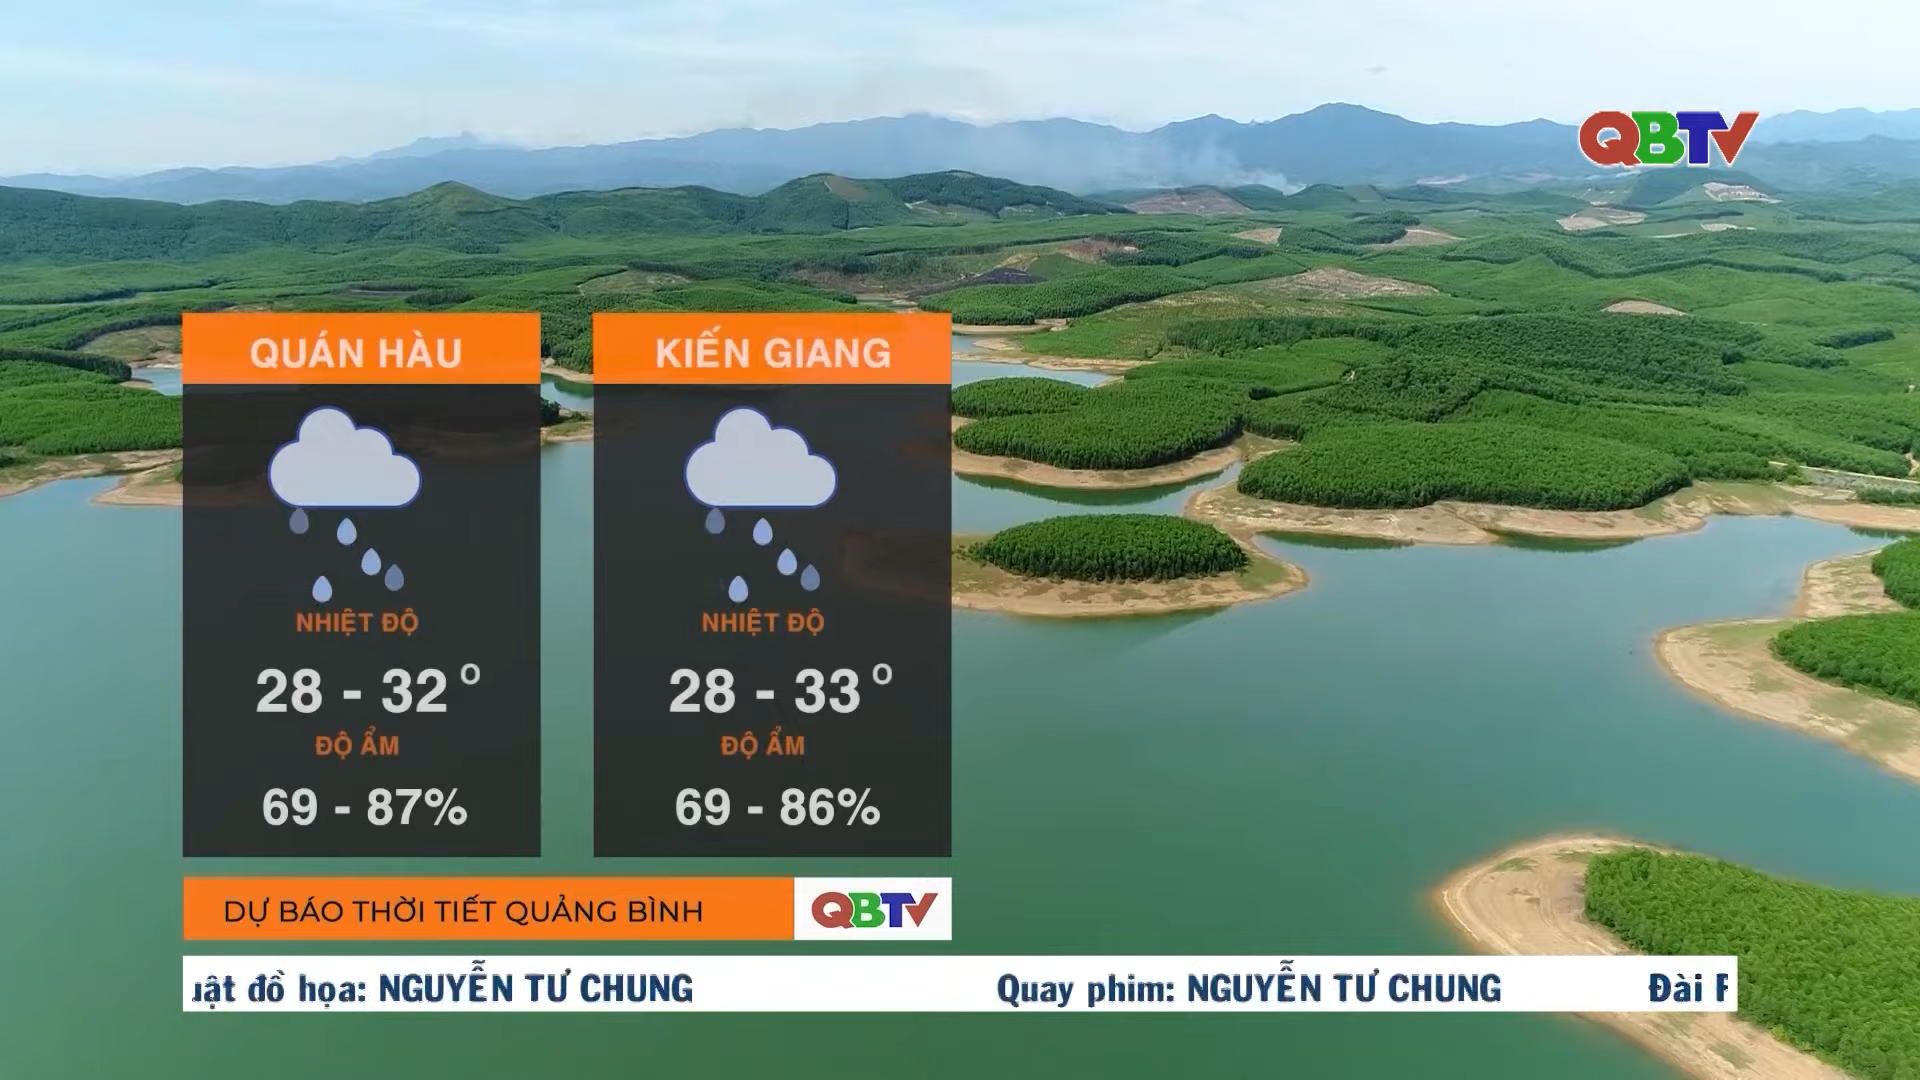 QBTV
QUÁN HÀU
NHIỆT ĐỘ
28 - 32°
ĐỘ ẨM
69 - 87%
KIẾN GIANG
NHIỆT ĐỘ
28 - 33°
ĐỘ ẨM
69 - 86%
DỰ BÁO THỜI TIẾT QUẢNG BÌNH
QBTV
đồ họa: NGUYỄN TƯ CHUNG Quay phim: NGUYỄN TƯ CHUNG Đài